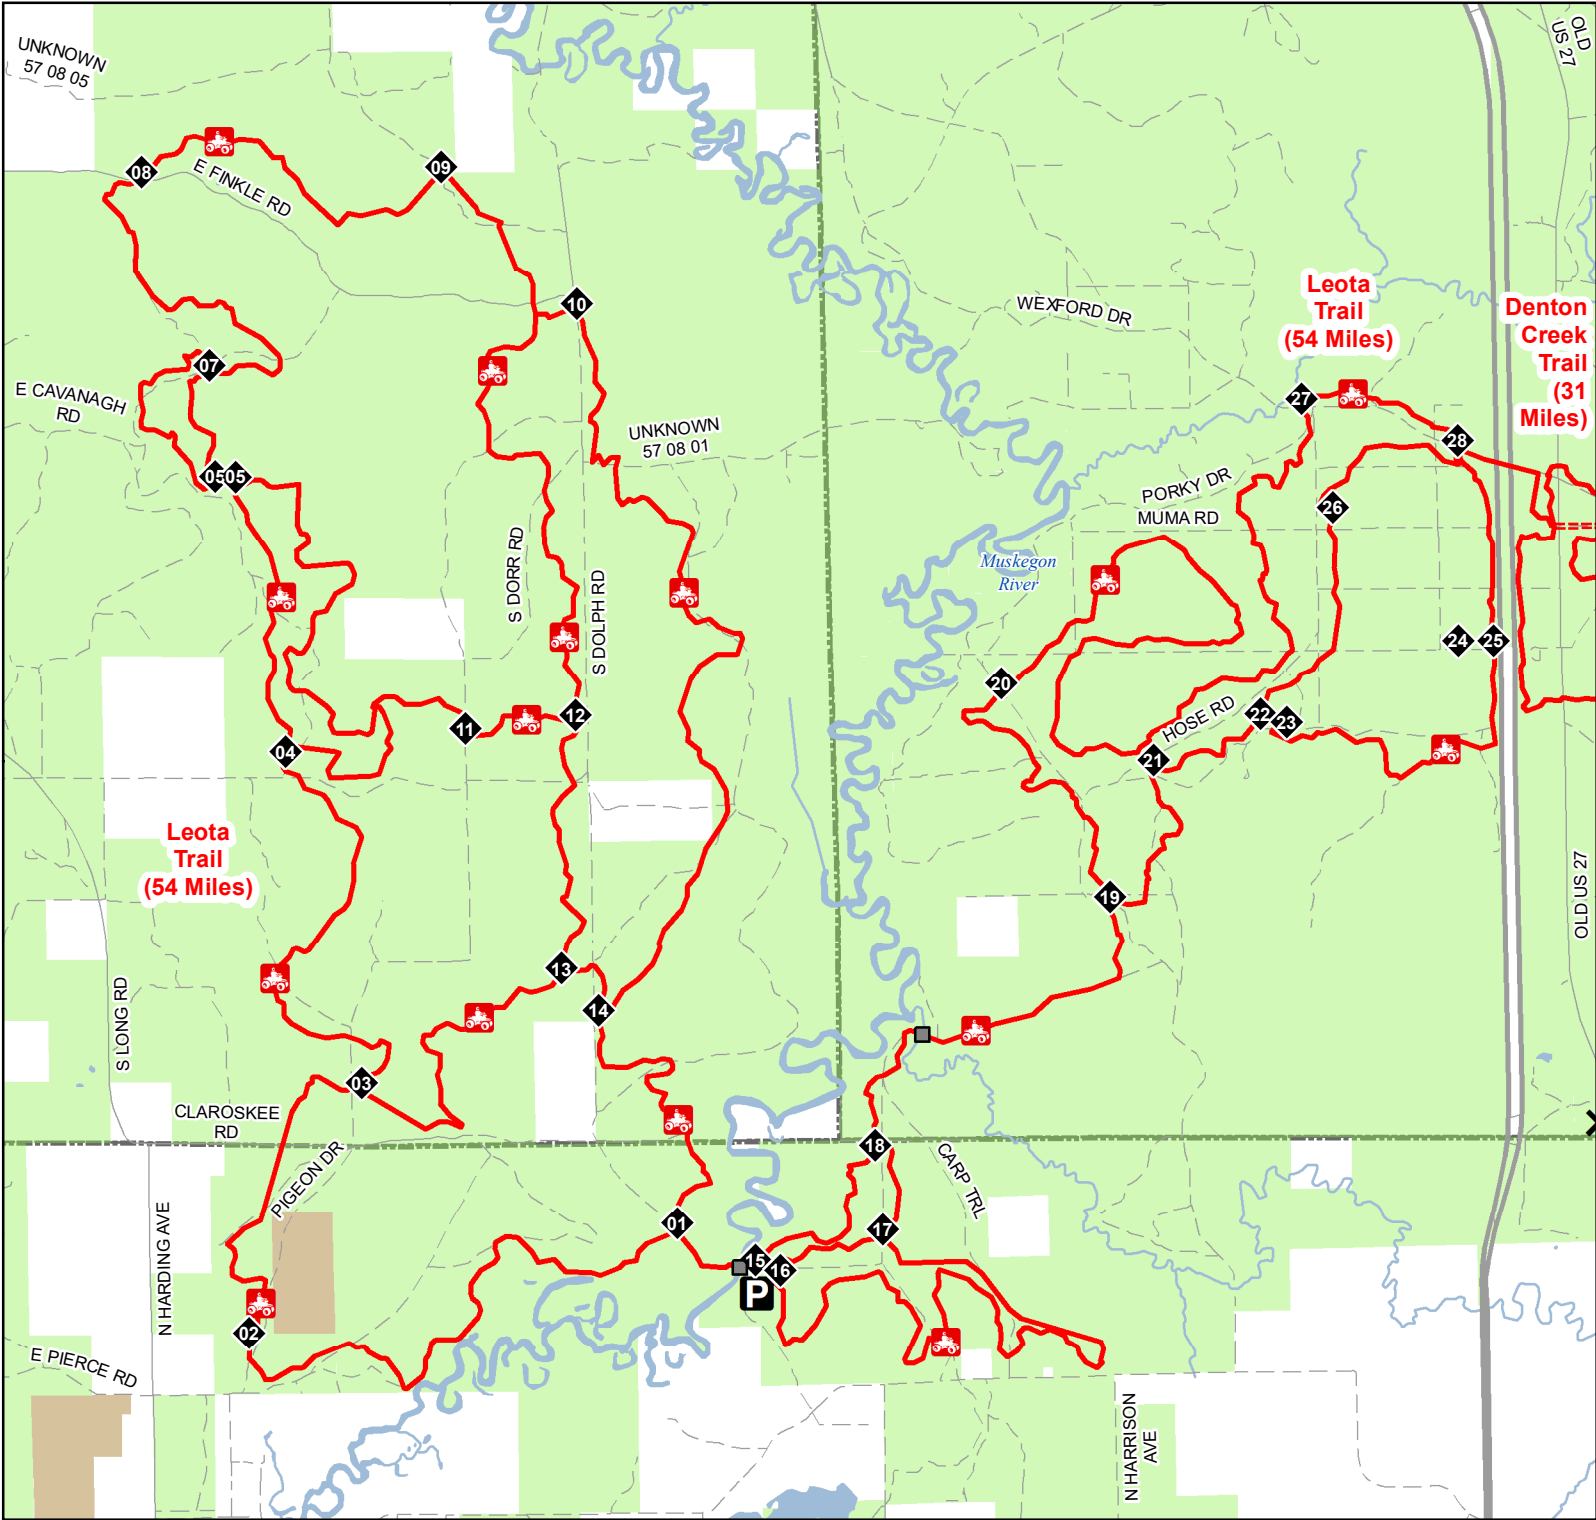 UNKNOWN
57 08 05
OLD
US 27
08
E FINKLE RD
09
10
WEXFORD DR
Leota
Trail
(54 Miles)
Denton
Creek
Trail
(31
Miles)
07
E CAVANAGH
RD
27
UNKNOWN
57 08 01
28
05
05
PORKY DR
MUMA RD
26
S DORR RD
S DOLPH RD
Muskegon
River
24
25
20
11
12
HOSE RD
22
23
04
21
Leota
Trail
(54 Miles)
19
OLD US 27
13
14
S LONG RD
03
CLAROSKEE
RD
PIGEON DR
18
CARP TRL
N HARDING AVE
01
17
15
16
P
02
E PIERCE RD
N HARRISON
AVE